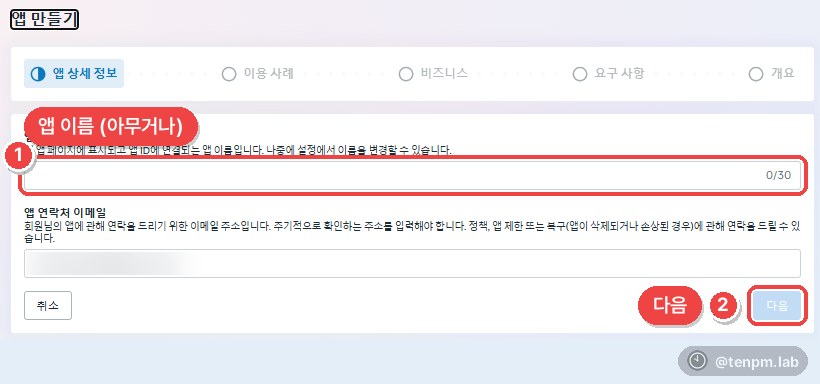 앱 만들기
앱 상세 정보
이용 사례
비즈니스
요구 사항
개요
앱 이름 (아무거나)
1
앱 페이지에 표시되고 앱 ID에 연결되는 앱 이름입니다. 나중에 설정에서 이름을 변경할 수 있습니다.
0/30
앱 연락처 이메일
회원님의 앱에 관해 연락을 드리기 위한 이메일 주소입니다. 주기적으로 확인하는 주소를 입력해야 합니다. 정책, 앱 제한 또는 복구(앱이 삭제되거나 손상된 경우)에 관해 연락을 드릴 수 있
습니다.
취소
다음
2
다음
@tenpm.lab